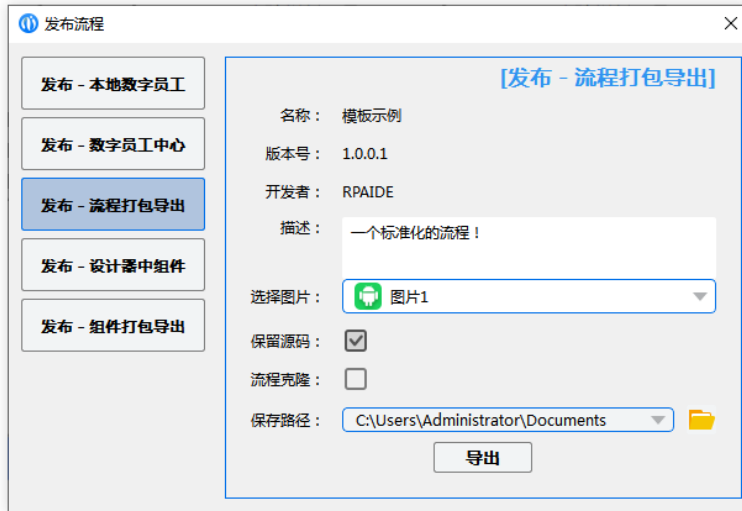 发布流程
发布 - 本地数字员工
发布 - 数字员工中心
发布 - 流程打包导出
发布 - 设计器中组件
发布 - 组件打包导出
[发布 - 流程打包导出]
名称： 模板示例
版本号： 1.0.0.1
开发者： RPAIDE
描述： 一个标准化的流程！
选择图片： 图片1
保留源码：
流程克隆：
保存路径： C:\Users\Administrator\Documents
导出